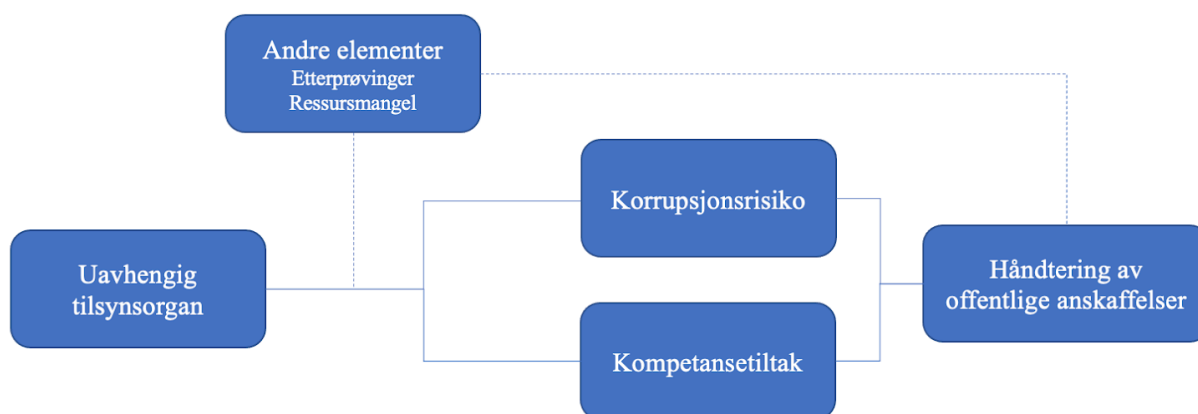 Andre elementer
Etterprøvinger
Ressursmangel
Korrupsjonsrisiko
Uavhengig
tilsynsorgan
Håndtering av
offentlige anskaffelser
Kompetansetiltak